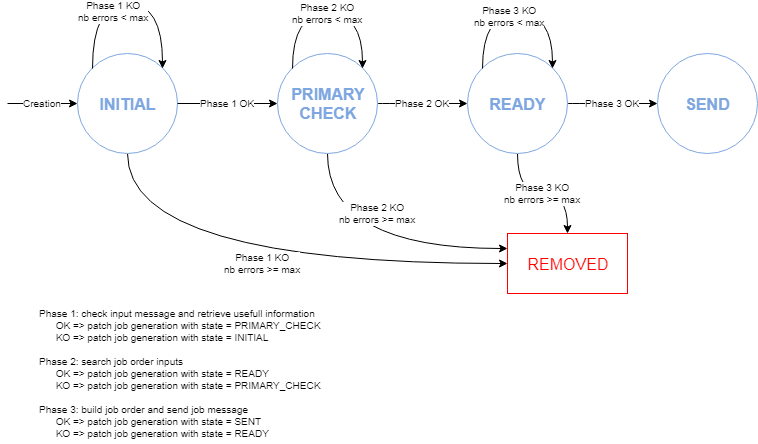 Phase 1 KO
nb errors < max
Phase 2 KO
nb errors < max
Phase 3 KO
nb errors < max
Creation
INITIAL
Phase 1 OK
PRIMARY
CHECK
Phase 2 OK
READY
Phase 3 OK
SEND
Phase 3 KO
nb errors >= max
Phase 2 KO
nb errors >= max
Phase 1 KO
nb errors >= max
REMOVED
Phase 1: check input message and retrieve usefull information
OK => patch job generation with state = PRIMARY_CHECK
KO => patch job generation with state = INITIAL
Phase 2: search job order inputs
OK => patch job generation with state = READY
KO => patch job generation with state = PRIMARY_CHECK
Phase 3: build job order and send job message
OK => patch job generation with state = SENT
KO => patch job generation with state = READY